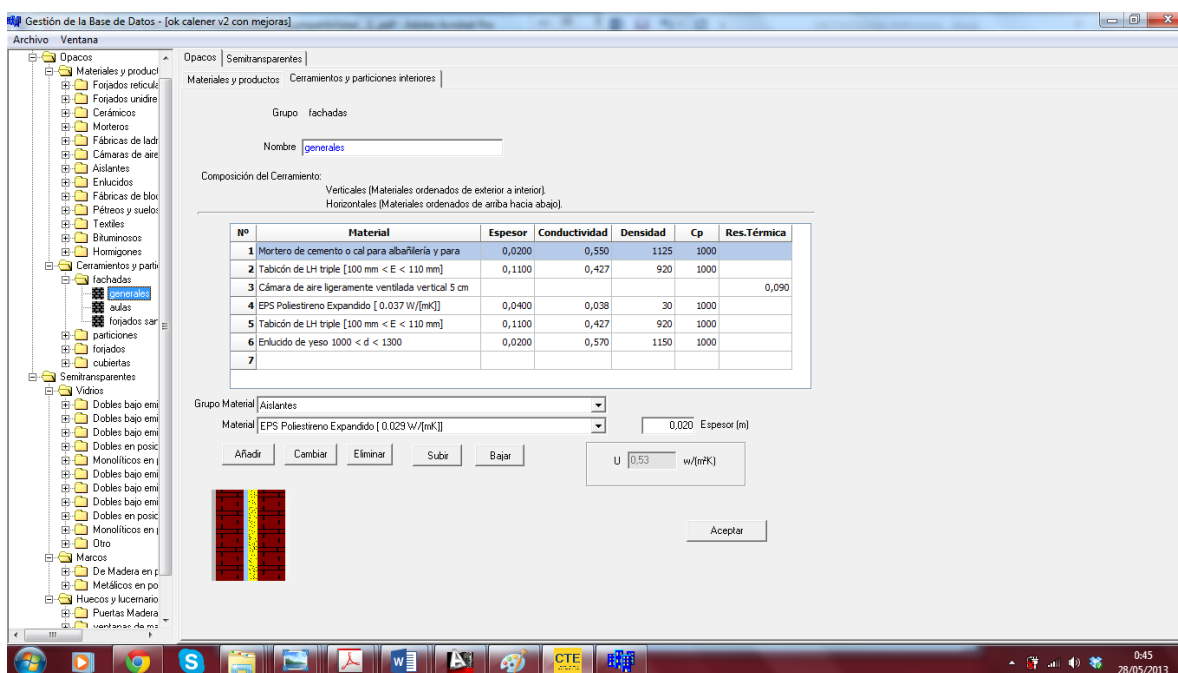 Gestión de la Base de Datos - [ok calener v2 con mejoras]
Archivo Ventana
Opacos
Materiales y product
Forjados reticula
Forjados unidire
Cerámicos
Morteros
Fábricas de ladr
Cámaras de aire
Aislantes
Enlucidos
Fábricas de bloc
Pétreos y suelos
Textiles
Bituminosos
Hormigones
Cerramientos y parti
fachadas
generales
aulas
forjados san
particiones
forjados
cubiertas
Semitransparentes
Vidrios
Dobles bajo emi
Dobles bajo emi
Dobles bajo emi
Dobles en posic
Monolíticos en p
Dobles bajo emi
Dobles bajo emi
Dobles bajo emi
Dobles en posic
Monolíticos en p
Otro
Marcos
De Madera en p
Metálicos en po
Huecos y lucernario
Puertas Madera
ventanas de ma
Opacos Semitransparentes
Materiales y productos Cerramientos y particiones interiores
Grupo fachadas
Nombre generales
Composición del Cerramiento:
Verticales (Materiales ordenados de exterior a interior).
Horizontales (Materiales ordenados de arriba hacia abajo).
Nº Material Espesor Conductividad Densidad Cp Res.Térmica
1 Mortero de cemento o cal para albañilería y para 0,0200 0,550 1125 1000
2 Tabicón de LH triple [100 mm < E < 110 mm] 0,1100 0,427 920 1000
3 Cámara de aire ligeramente ventilada vertical 5 cm 0,090
4 EPS Poliestireno Expandido [ 0.037 W/[mK]] 0,0400 0,038 30 1000
5 Tabicón de LH triple [100 mm < E < 110 mm] 0,1100 0,427 920 1000
6 Enlucido de yeso 1000 < d < 1300 0,0200 0,570 1150 1000
7
Grupo Material Aislantes
Material EPS Poliestireno Expandido [ 0.029 W/[mK]] 0,020 Espesor (m)
Añadir Cambiar Eliminar Subir Bajar
U 0,53 w/(m²K)
Aceptar
CTE
0:45
28/05/2013